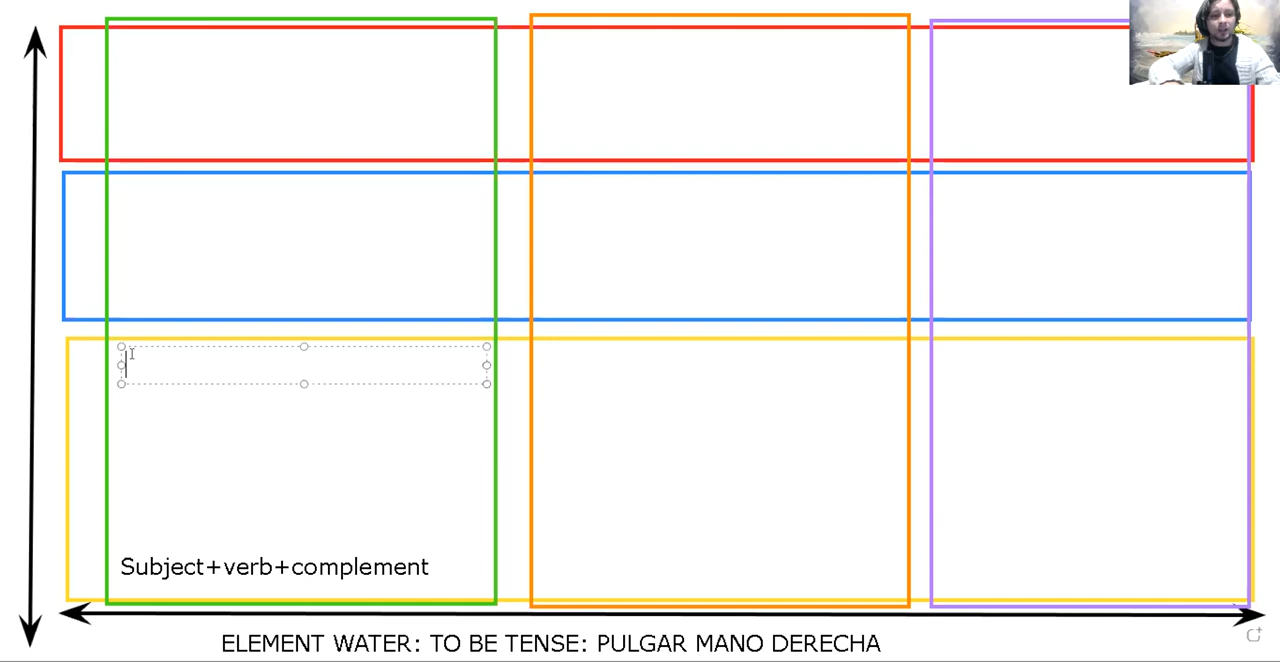 Subject+verb+complement
ELEMENT WATER: TO BE TENSE: PULGAR MANO DERECHA